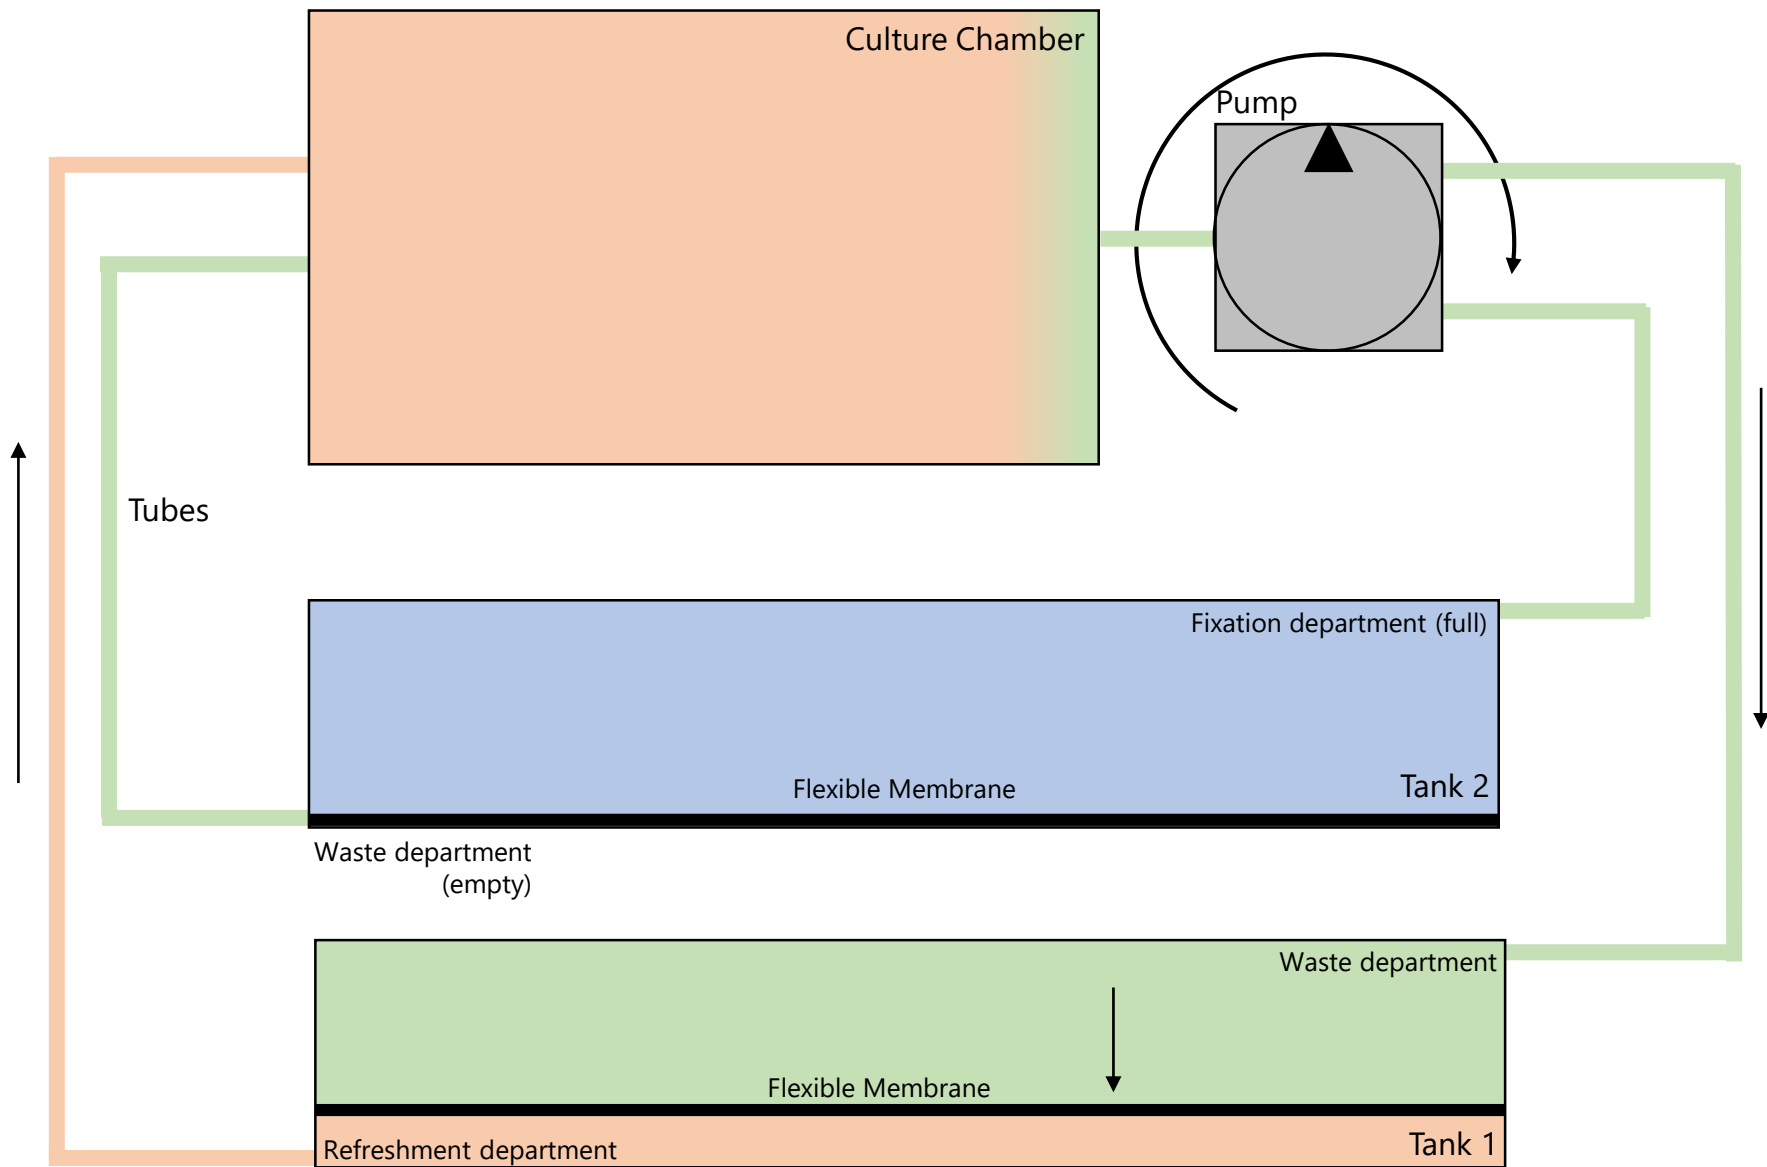 Culture Chamber
Pump
Tubes
Fixation department (full)
Flexible Membrane
Tank 2
Waste department
(empty)
Waste department
Flexible Membrane
Refreshment department
Tank 1